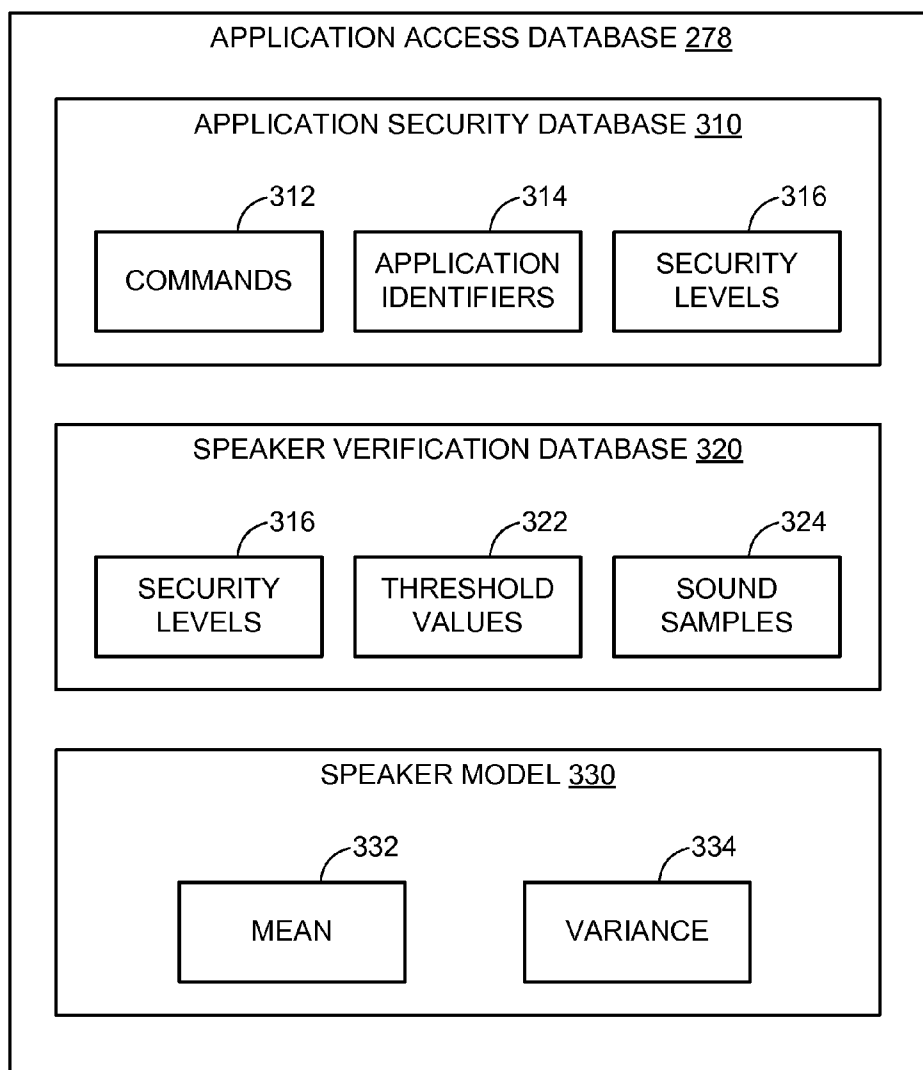 APPLICATION ACCESS DATABASE 278
APPLICATION SECURITY DATABASE 310
312
314
316
COMMANDS
APPLICATION
IDENTIFIERS
SECURITY
LEVELS
SPEAKER VERIFICATION DATABASE 320
316
322
324
SECURITY
LEVELS
THRESHOLD
VALUES
SOUND
SAMPLES
SPEAKER MODEL 330
332
334
MEAN
VARIANCE